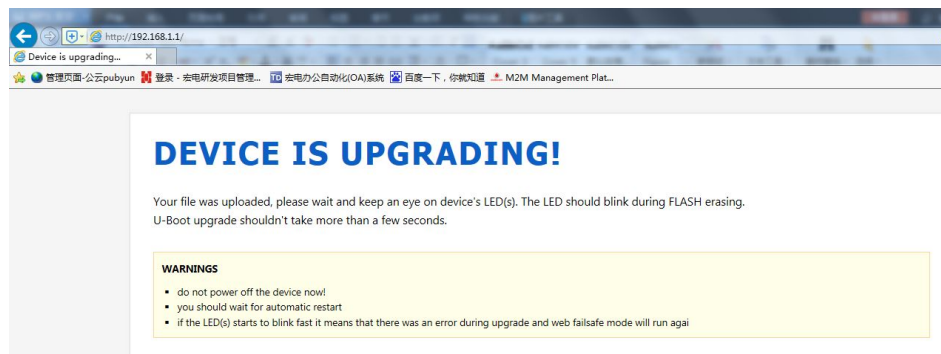 http://192.168.1.1/
Device is upgrading...
管理页面-公云pubyun 登录 - 宏电研发项目管理... 宏电办公自动化(OA)系统 百度一下，你就知道 M2M Management Plat...
DEVICE IS UPGRADING!
Your file was uploaded, please wait and keep an eye on device's LED(s). The LED should blink during FLASH erasing.
U-Boot upgrade shouldn't take more than a few seconds.
WARNINGS
do not power off the device now!
you should wait for automatic restart
if the LED(s) starts to blink fast it means that there was an error during upgrade and web failsafe mode will run agai